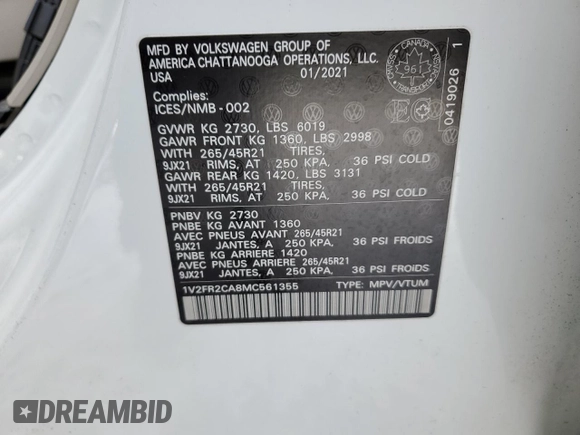 MFD BY VOLKSWAGEN GROUP OF
AMERICA CHATTANOOGA OPERATIONS, LLC.
USA 01/2021
Complies:
ICES/NMB-002
GVWR KG 2730, LBS 6019
GAWR FRONT KG 1360, LBS 2998
WITH 265/45R21 TIRES,
9JX21 RIMS, AT 250 KPA, 36 PSI COLD
GAWR REAR KG 1420, LBS 3131
WITH 265/45R21 TIRES,
9JX21 RIMS, AT 250 KPA, 36 PSI COLD
PNBV KG 2730
PNBE KG AVANT 1360
AVEC PNEUS AVANT 265/45R21
9JX21 JANTES, A 250 KPA, 36 PSI FROIDS
PNBE KG ARRIERE 1420
AVEC PNEUS ARRIERE 265/45R21
9JX21 JANTES, A 250 KPA, 36 PSI FROIDS
1V2FR2CA8MC561355 TYPE: MPV/VTUM
CANADA
961
TRANSPORT
0419026 1
DREAMBID